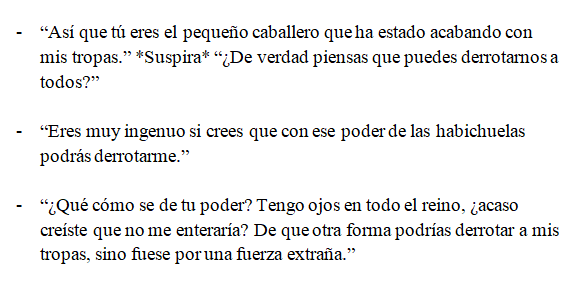 - “Así que tú eres el pequeño caballero que ha estado acabando con
mis tropas.” *Suspira* “¿De verdad piensas que puedes derrotarnos a
todos?”
- “Eres muy ingenuo si crees que con ese poder de las habichuelas
podrás derrotarme.”
- “¿Qué cómo se de tu poder? Tengo ojos en todo el reino, ¿acaso
creíste que no me enteraría? De que otra forma podrías derrotar a mis
tropas, sino fuese por una fuerza extraña.”